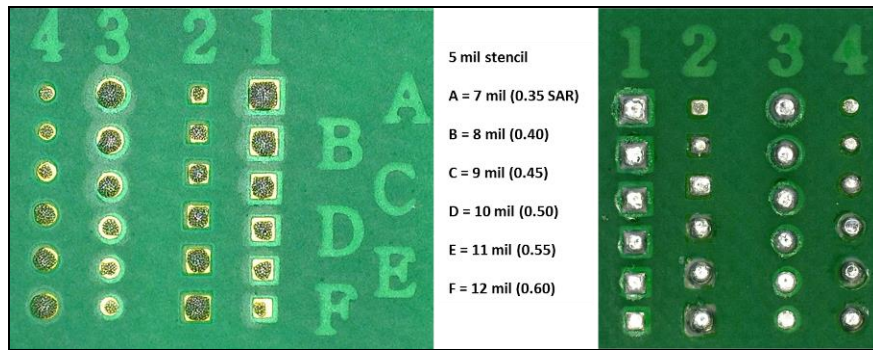 4 3 2 1
A
B
C
D
E
F
5 mil stencil
A = 7 mil (0.35 SAR)
B = 8 mil (0.40)
C = 9 mil (0.45)
D = 10 mil (0.50)
E = 11 mil (0.55)
F = 12 mil (0.60)
1 2 3 4